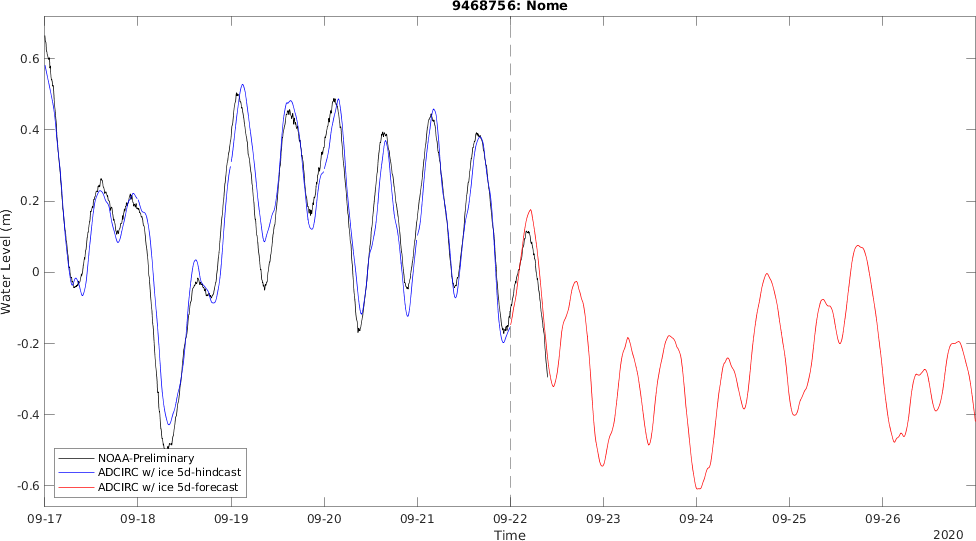 9468756: Nome
Water Level (m)
0.6
0.4
0.2
0
-0.2
-0.4
-0.6
NOAA-Preliminary
ADCIRC w/ ice 5d-hindcast
ADCIRC w/ ice 5d-forecast
09-17 09-18 09-19 09-20 09-21 09-22 09-23 09-24 09-25 09-26
Time
2020